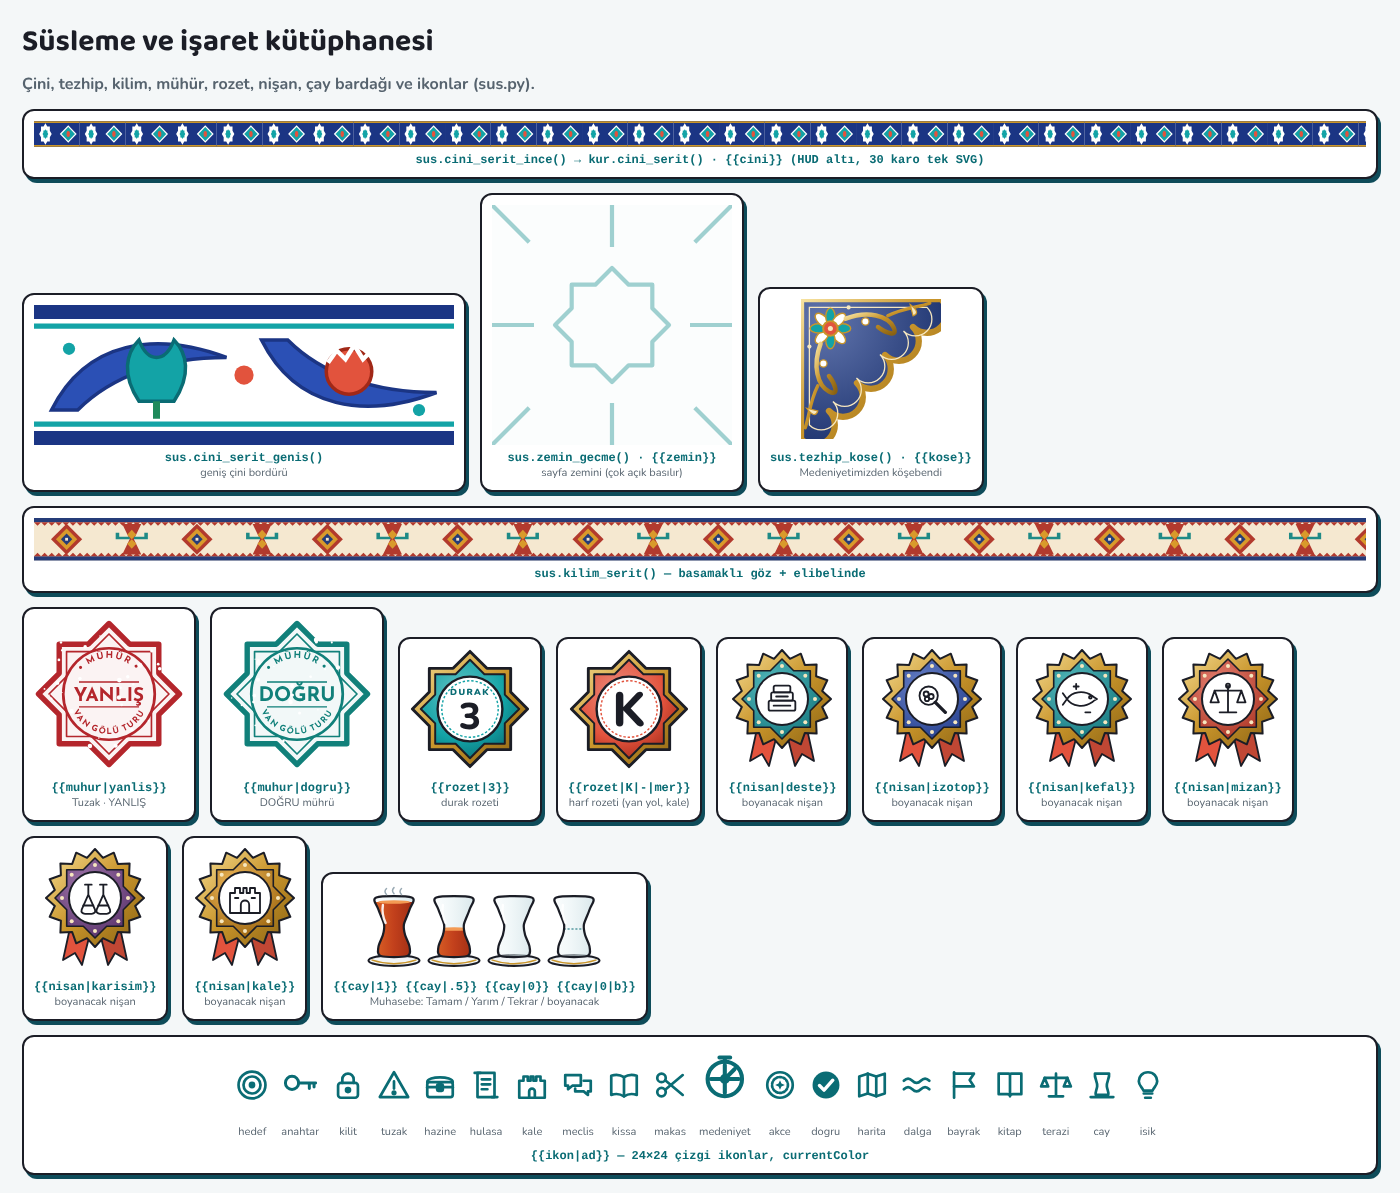 Süsleme ve işaret kütüphanesi
Çini, tezhip, kilim, mühür, rozet, nişan, çay bardağı ve ikonlar (sus.py).
sus.cini_serit_ince() → kur.cini_serit() · {{cini}} (HUD altı, 30 karo tek SVG)
sus.cini_serit_genis()
geniş çini bordürü
sus.zemin_gecme() · {{zemin}}
sayfa zemini (çok açık basılır)
sus.tezhip_kose() · {{kose}}
Medeniyetimizden köşebendi
sus.kilim_serit() — basamaklı göz + elibelinde
• MÜHÜR •
YANLIŞ
VAN GÖLÜ TURU
{{muhur|yanlis}}
Tuzak · YANLIŞ
• MÜHÜR •
DOĞRU
VAN GÖLÜ TURU
{{muhur|dogru}}
DOĞRU mührü
DURAK
3
{{rozet|3}}
durak rozeti
K
{{rozet|K|-|mer}}
harf rozeti (yan yol, kale)
{{nisan|deste}}
boyanacak nişan
{{nisan|izotop}}
boyanacak nişan
{{nisan|kefal}}
boyanacak nişan
{{nisan|mizan}}
boyanacak nişan
{{nisan|karisim}}
boyanacak nişan
{{nisan|kale}}
boyanacak nişan
{{cay|1}} {{cay|.5}} {{cay|0}} {{cay|0|b}}
Muhasebe: Tamam / Yarım / Tekrar / boyanacak
hedef anahtar kilit tuzak hazine hulasa kale meclis kissa makas medeniyet akce dogru harita dalga bayrak kitap terazi cay isik
{{ikon|ad}} — 24×24 çizgi ikonlar, currentColor